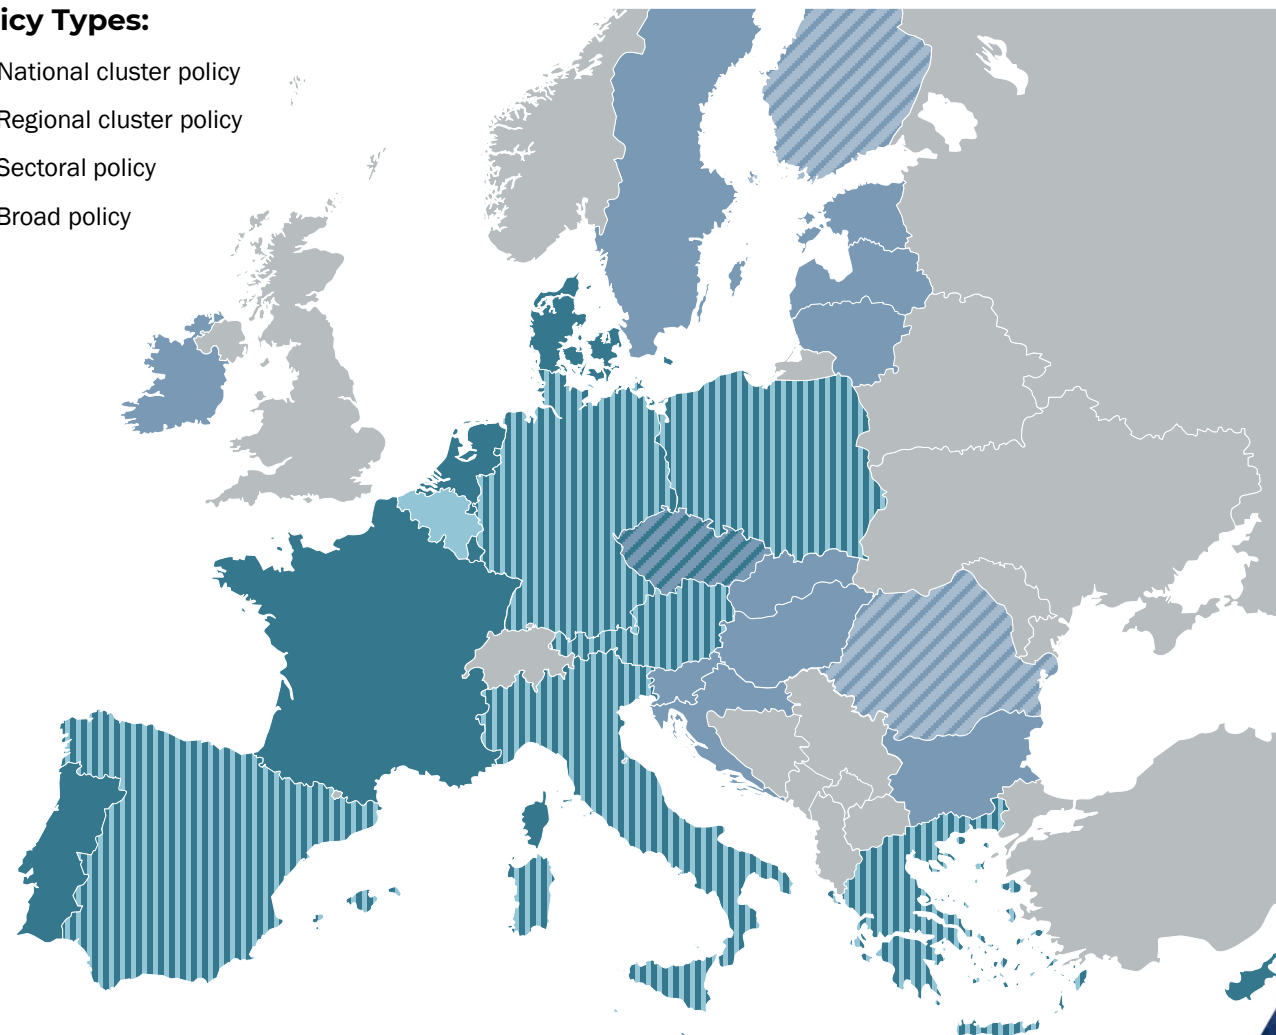 icy Types:
National cluster policy
Regional cluster policy
Sectoral policy
Broad policy